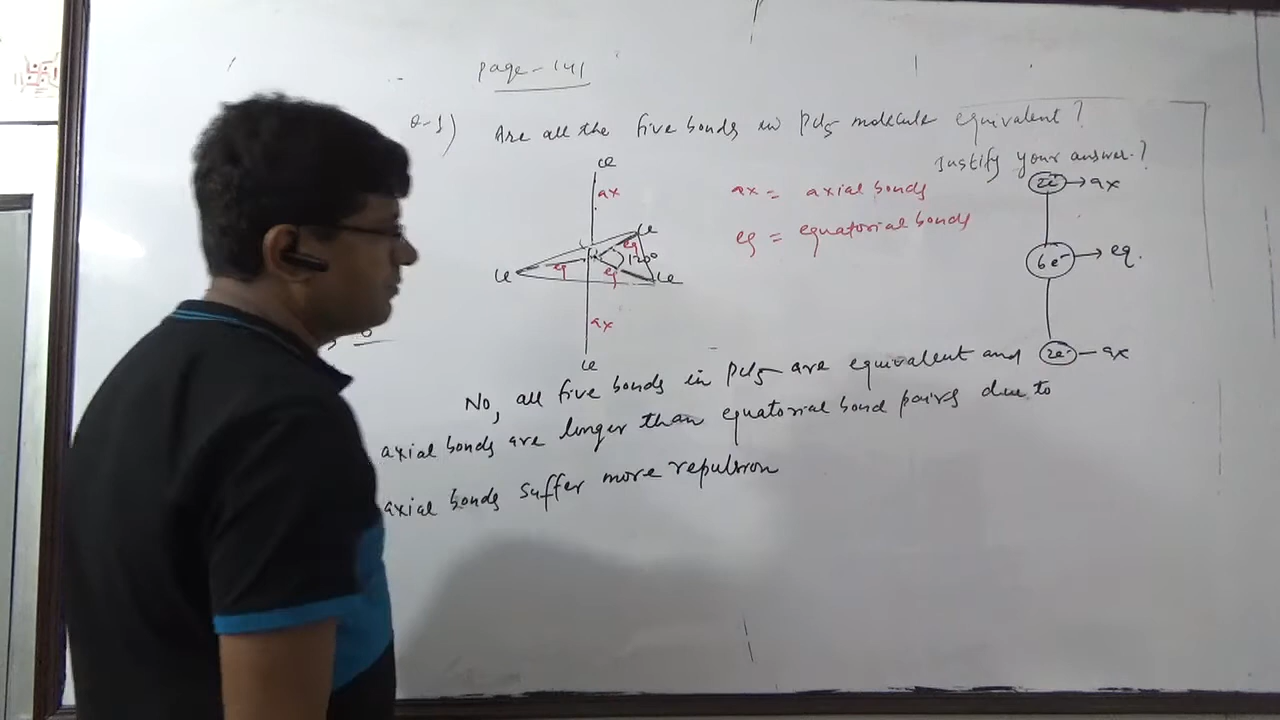 page-141
Q-1) Are all the five bonds in PCl5 molecule equivalent?
Justify your answer.?
Cl
ax
ax = axial bonds
2e- → ax
Cl
eq
eq = equatorial bonds
120°
Cl
eq
eq
Cl
6e- → eq.
ax
Cl
2e- - ax
No, all five bonds in PCl5 are equivalent and
axial bonds are longer than equatorial bond pairs due to
axial bonds suffer more repulsion